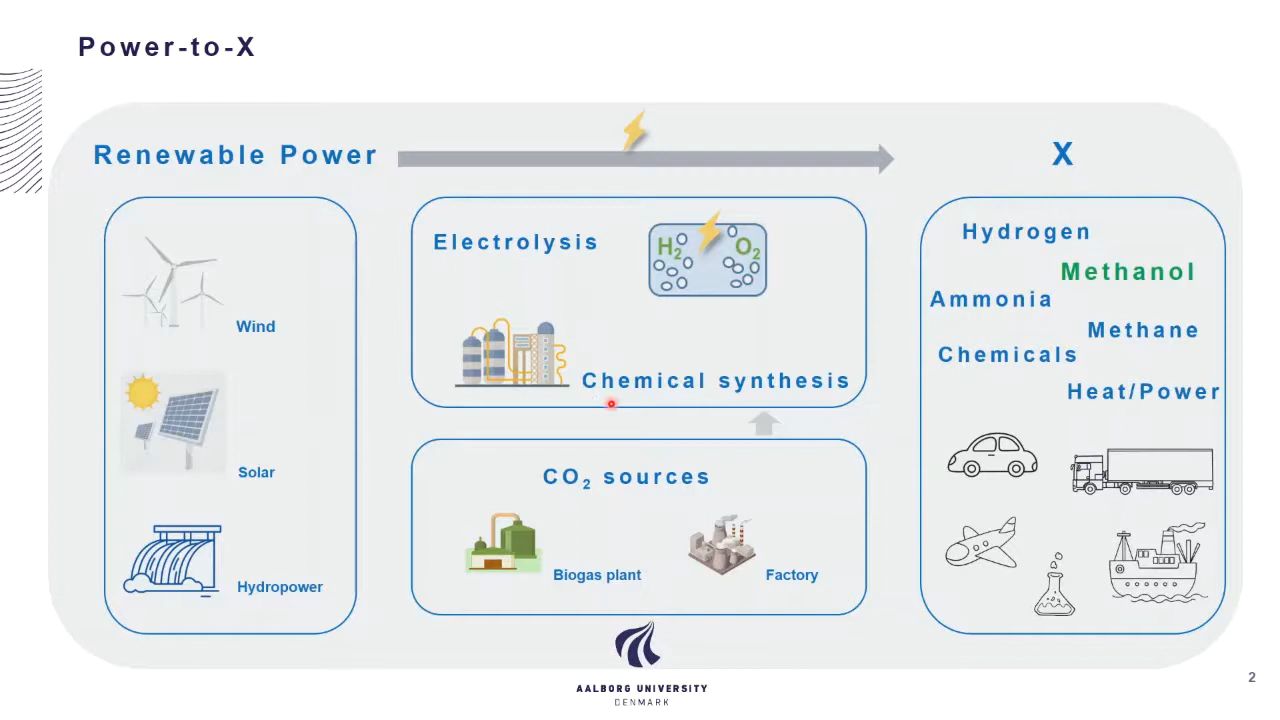 Power-to-X
Renewable Power
X
Wind
Solar
Hydropower
Electrolysis
H₂ O₂
Chemical synthesis
CO₂ sources
Biogas plant
Factory
Hydrogen
Methanol
Ammonia
Methane
Chemicals
Heat/Power
AALBORG UNIVERSITY
DENMARK
2